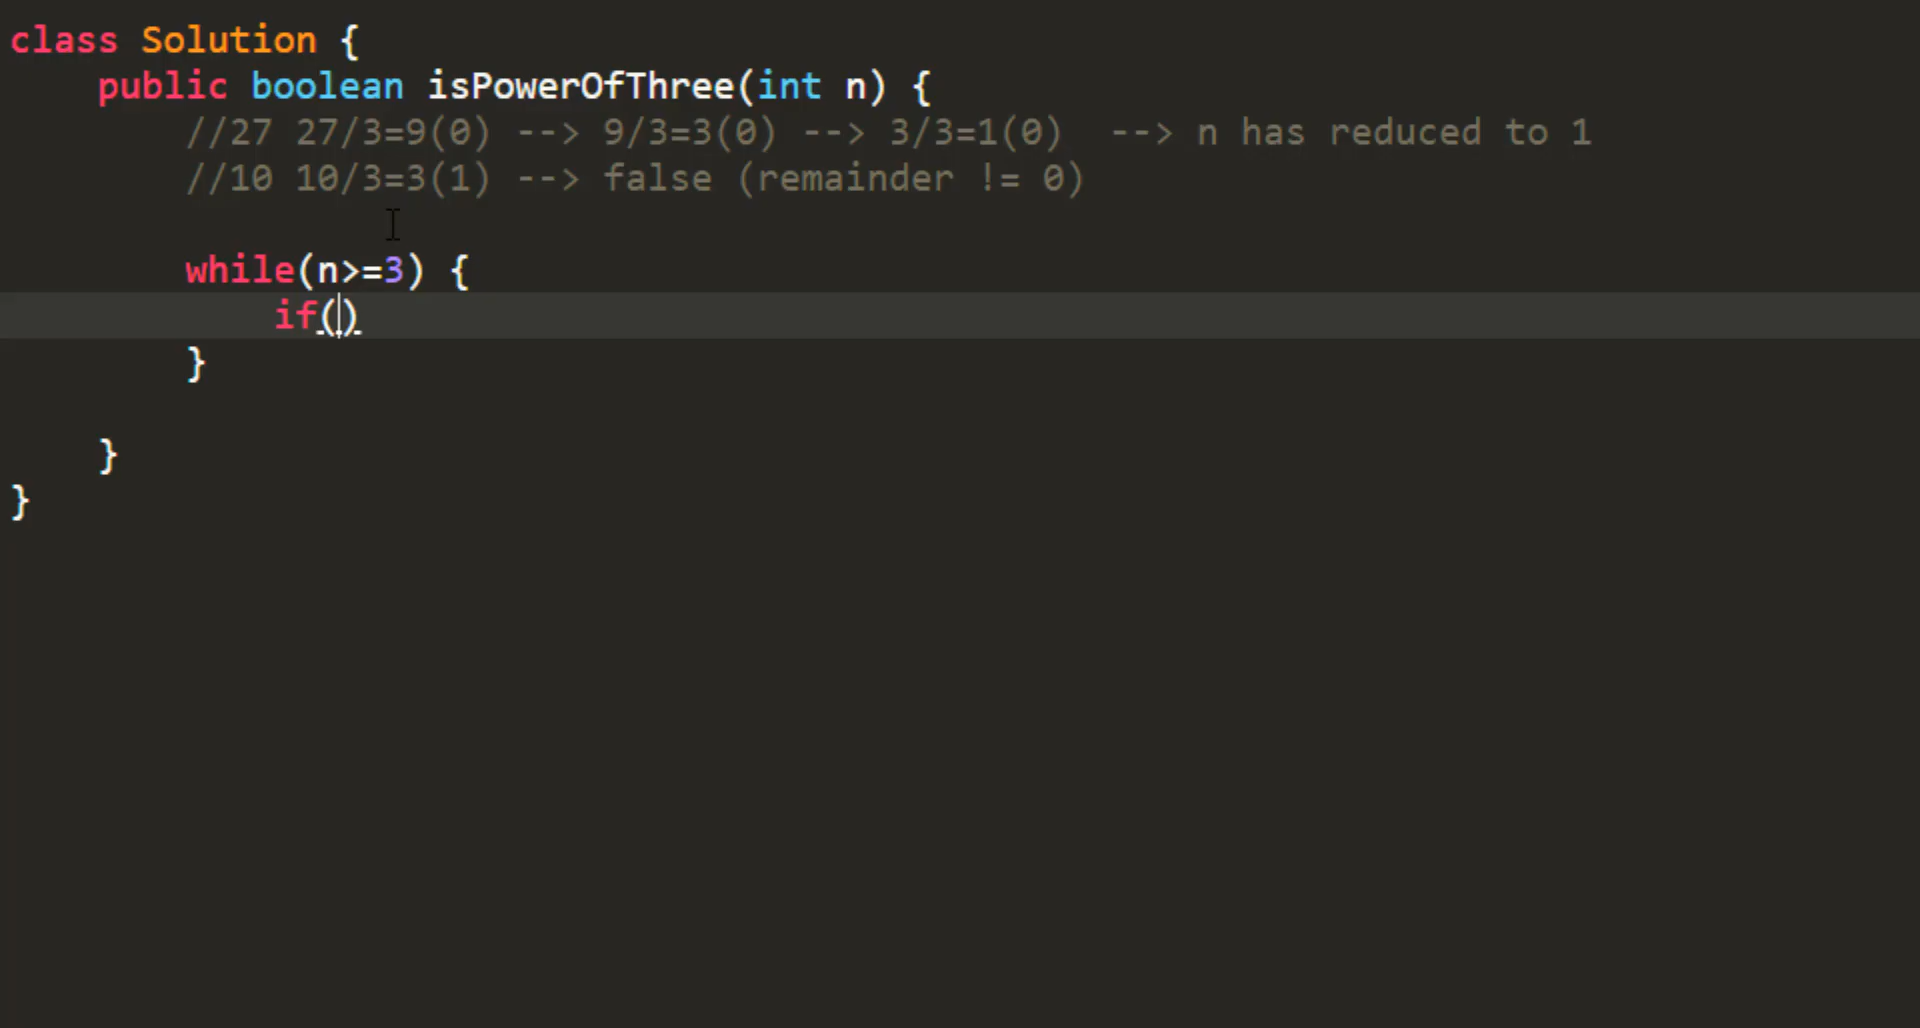 class Solution {
    public boolean isPowerOfThree(int n) {
        //27 27/3=9(0) --> 9/3=3(0) --> 3/3=1(0)  --> n has reduced to 1
        //10 10/3=3(1) --> false (remainder != 0)
        while(n>=3) {
            if()
        }
    }
}